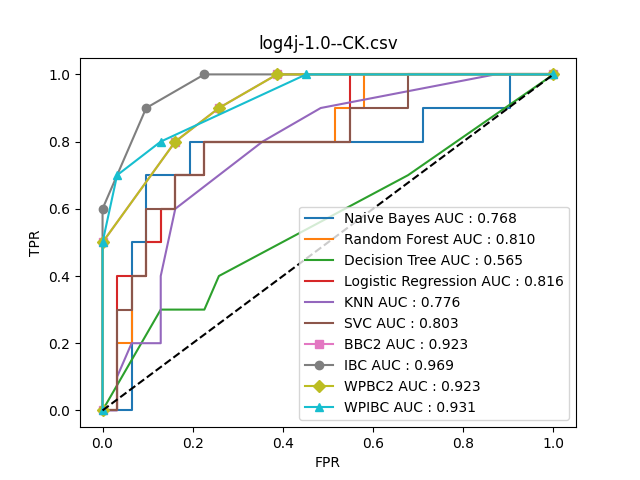 log4j-1.0--CK.csv
1.0
0.8
0.6
0.4
0.2
0.0
TPR
Naive Bayes AUC : 0.768
Random Forest AUC : 0.810
Decision Tree AUC : 0.565
Logistic Regression AUC : 0.816
KNN AUC : 0.776
SVC AUC : 0.803
BBC2 AUC : 0.923
IBC AUC : 0.969
WPBC2 AUC : 0.923
WPIBC AUC : 0.931
0.0 0.2 0.4 0.6 0.8 1.0
FPR